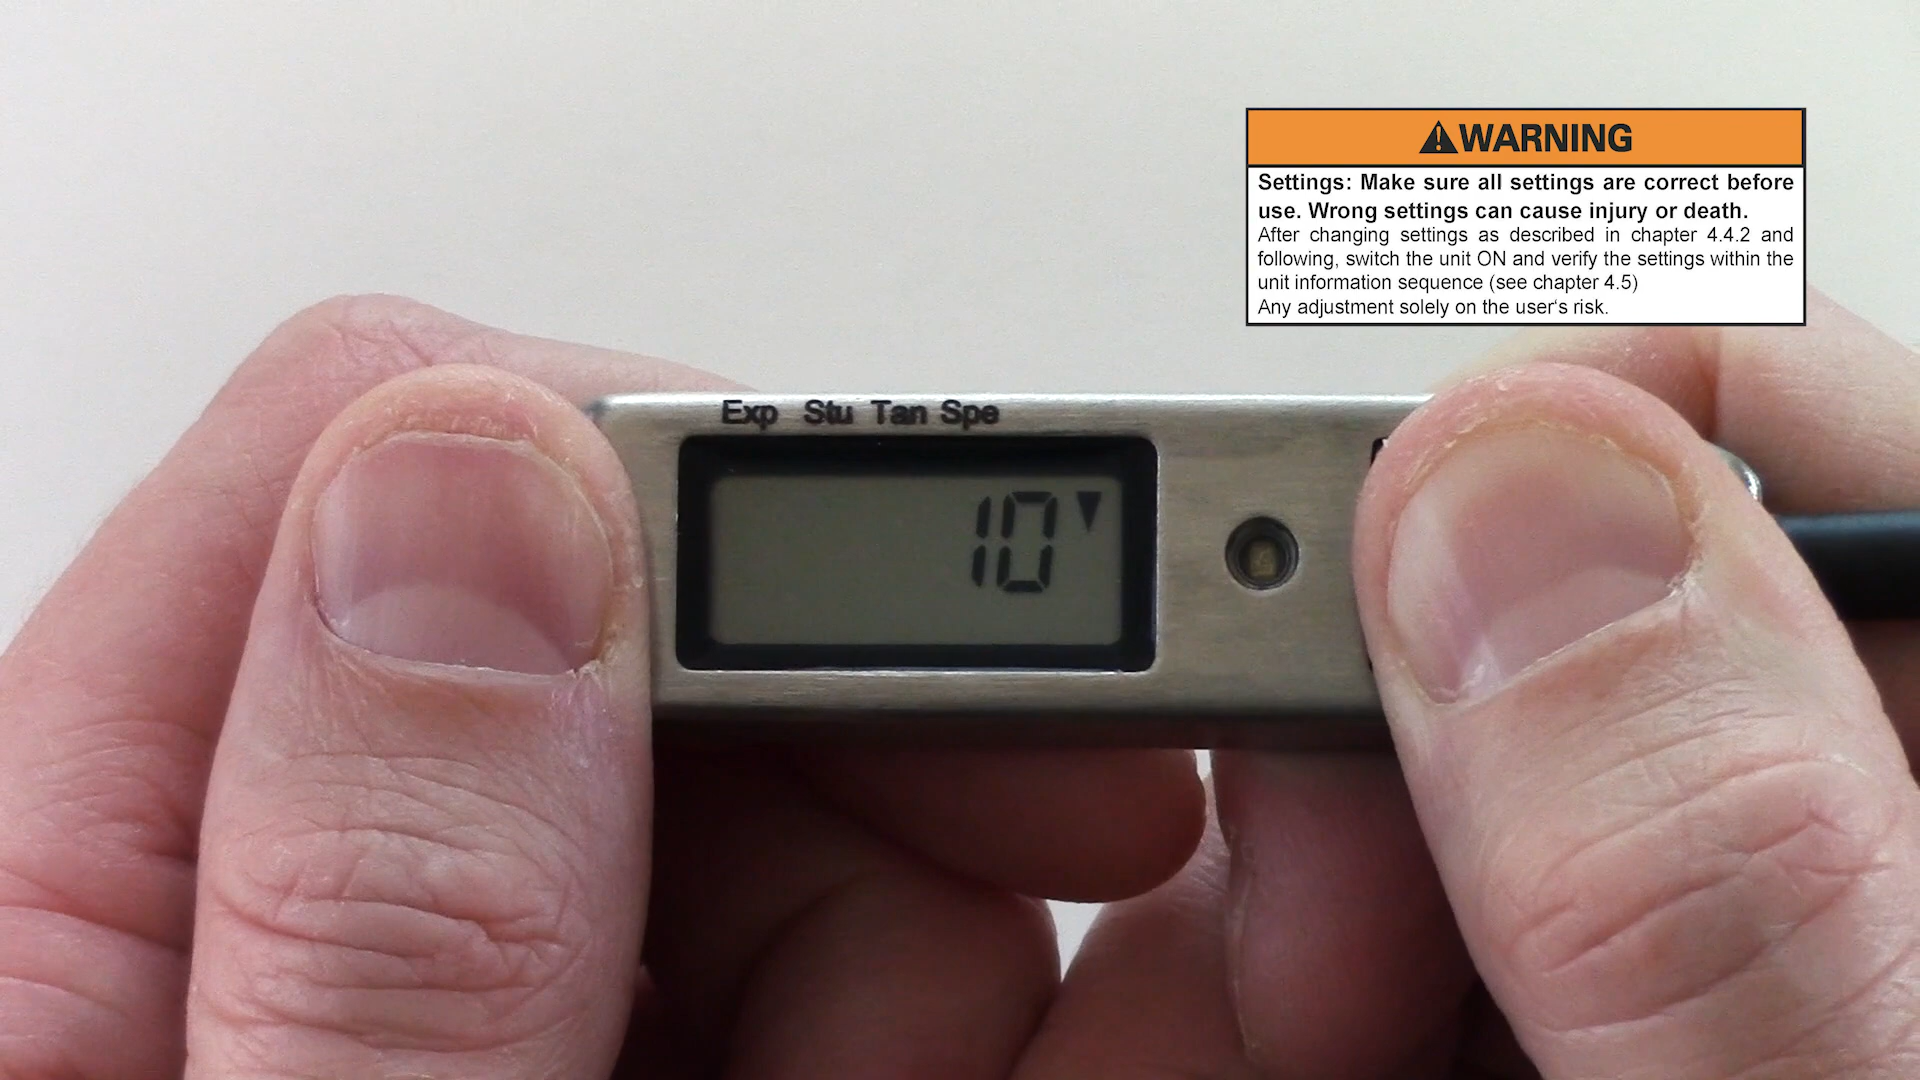 WARNING
Settings: Make sure all settings are correct before
use. Wrong settings can cause injury or death.
After changing settings as described in chapter 4.4.2 and
following, switch the unit ON and verify the settings within the
unit information sequence (see chapter 4.5)
Any adjustment solely on the user's risk.
Exp Stu Tan Spe
10